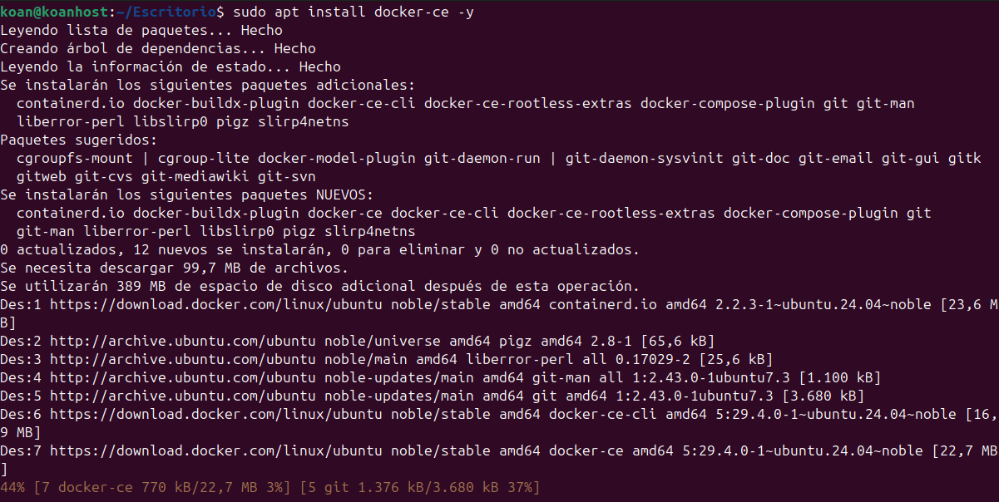 koan@koanhost:~/Escritorio$ sudo apt install docker-ce -y
Leyendo lista de paquetes... Hecho
Creando árbol de dependencias... Hecho
Leyendo la información de estado... Hecho
Se instalarán los siguientes paquetes adicionales:
  containerd.io docker-buildx-plugin docker-ce-cli docker-ce-rootless-extras docker-compose-plugin git git-man
  liberror-perl libslirp0 pigz slirp4netns
Paquetes sugeridos:
  cgroupfs-mount | cgroup-lite docker-model-plugin git-daemon-run | git-daemon-sysvinit git-doc git-email git-gui gitk
  gitweb git-cvs git-mediawiki git-svn
Se instalarán los siguientes paquetes NUEVOS:
  containerd.io docker-buildx-plugin docker-ce docker-ce-cli docker-ce-rootless-extras docker-compose-plugin git
  git-man liberror-perl libslirp0 pigz slirp4netns
0 actualizados, 12 nuevos se instalarán, 0 para eliminar y 0 no actualizados.
Se necesita descargar 99,7 MB de archivos.
Se utilizarán 389 MB de espacio de disco adicional después de esta operación.
Des:1 https://download.docker.com/linux/ubuntu noble/stable amd64 containerd.io amd64 2.2.3-1~ubuntu.24.04~noble [23,6 M
B]
Des:2 http://archive.ubuntu.com/ubuntu noble/universe amd64 pigz amd64 2.8-1 [65,6 kB]
Des:3 http://archive.ubuntu.com/ubuntu noble/main amd64 liberror-perl all 0.17029-2 [25,6 kB]
Des:4 http://archive.ubuntu.com/ubuntu noble-updates/main amd64 git-man all 1:2.43.0-1ubuntu7.3 [1.100 kB]
Des:5 http://archive.ubuntu.com/ubuntu noble-updates/main amd64 git amd64 1:2.43.0-1ubuntu7.3 [3.680 kB]
Des:6 https://download.docker.com/linux/ubuntu noble/stable amd64 docker-ce-cli amd64 5:29.4.0-1~ubuntu.24.04~noble [16,
9 MB]
Des:7 https://download.docker.com/linux/ubuntu noble/stable amd64 docker-ce amd64 5:29.4.0-1~ubuntu.24.04~noble [22,7 MB
]
44% [7 docker-ce 770 kB/22,7 MB 3%] [5 git 1.376 kB/3.680 kB 37%]